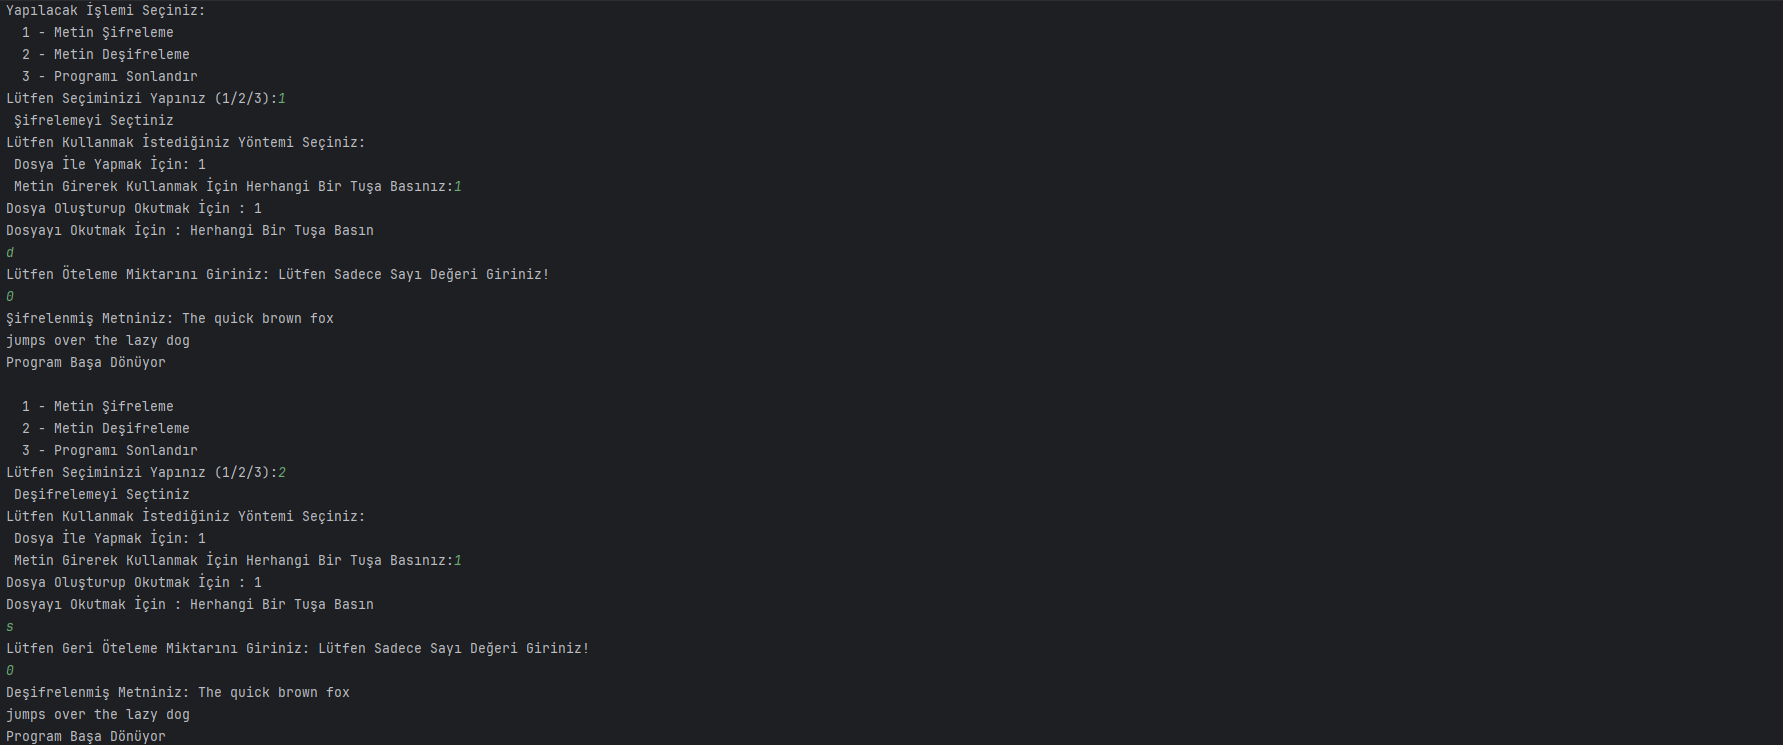 Yapılacak İşlemi Seçiniz:
  1 - Metin Şifreleme
  2 - Metin Deşifreleme
  3 - Programı Sonlandır
Lütfen Seçiminizi Yapınız (1/2/3):1
 Şifrelemeyi Seçtiniz
Lütfen Kullanmak İstediğiniz Yöntemi Seçiniz:
 Dosya İle Yapmak İçin: 1
 Metin Girerek Kullanmak İçin Herhangi Bir Tuşa Basınız:1
Dosya Oluşturup Okutmak İçin : 1
Dosyayı Okutmak İçin : Herhangi Bir Tuşa Basın
d
Lütfen Öteleme Miktarını Giriniz: Lütfen Sadece Sayı Değeri Giriniz!
0
Şifrelenmiş Metniniz: The quick brown fox
jumps over the lazy dog
Program Başa Dönüyor
  1 - Metin Şifreleme
  2 - Metin Deşifreleme
  3 - Programı Sonlandır
Lütfen Seçiminizi Yapınız (1/2/3):2
 Deşifrelemeyi Seçtiniz
Lütfen Kullanmak İstediğiniz Yöntemi Seçiniz:
 Dosya İle Yapmak İçin: 1
 Metin Girerek Kullanmak İçin Herhangi Bir Tuşa Basınız:1
Dosya Oluşturup Okutmak İçin : 1
Dosyayı Okutmak İçin : Herhangi Bir Tuşa Basın
s
Lütfen Geri Öteleme Miktarını Giriniz: Lütfen Sadece Sayı Değeri Giriniz!
0
Deşifrelenmiş Metniniz: The quick brown fox
jumps over the lazy dog
Program Başa Dönüyor